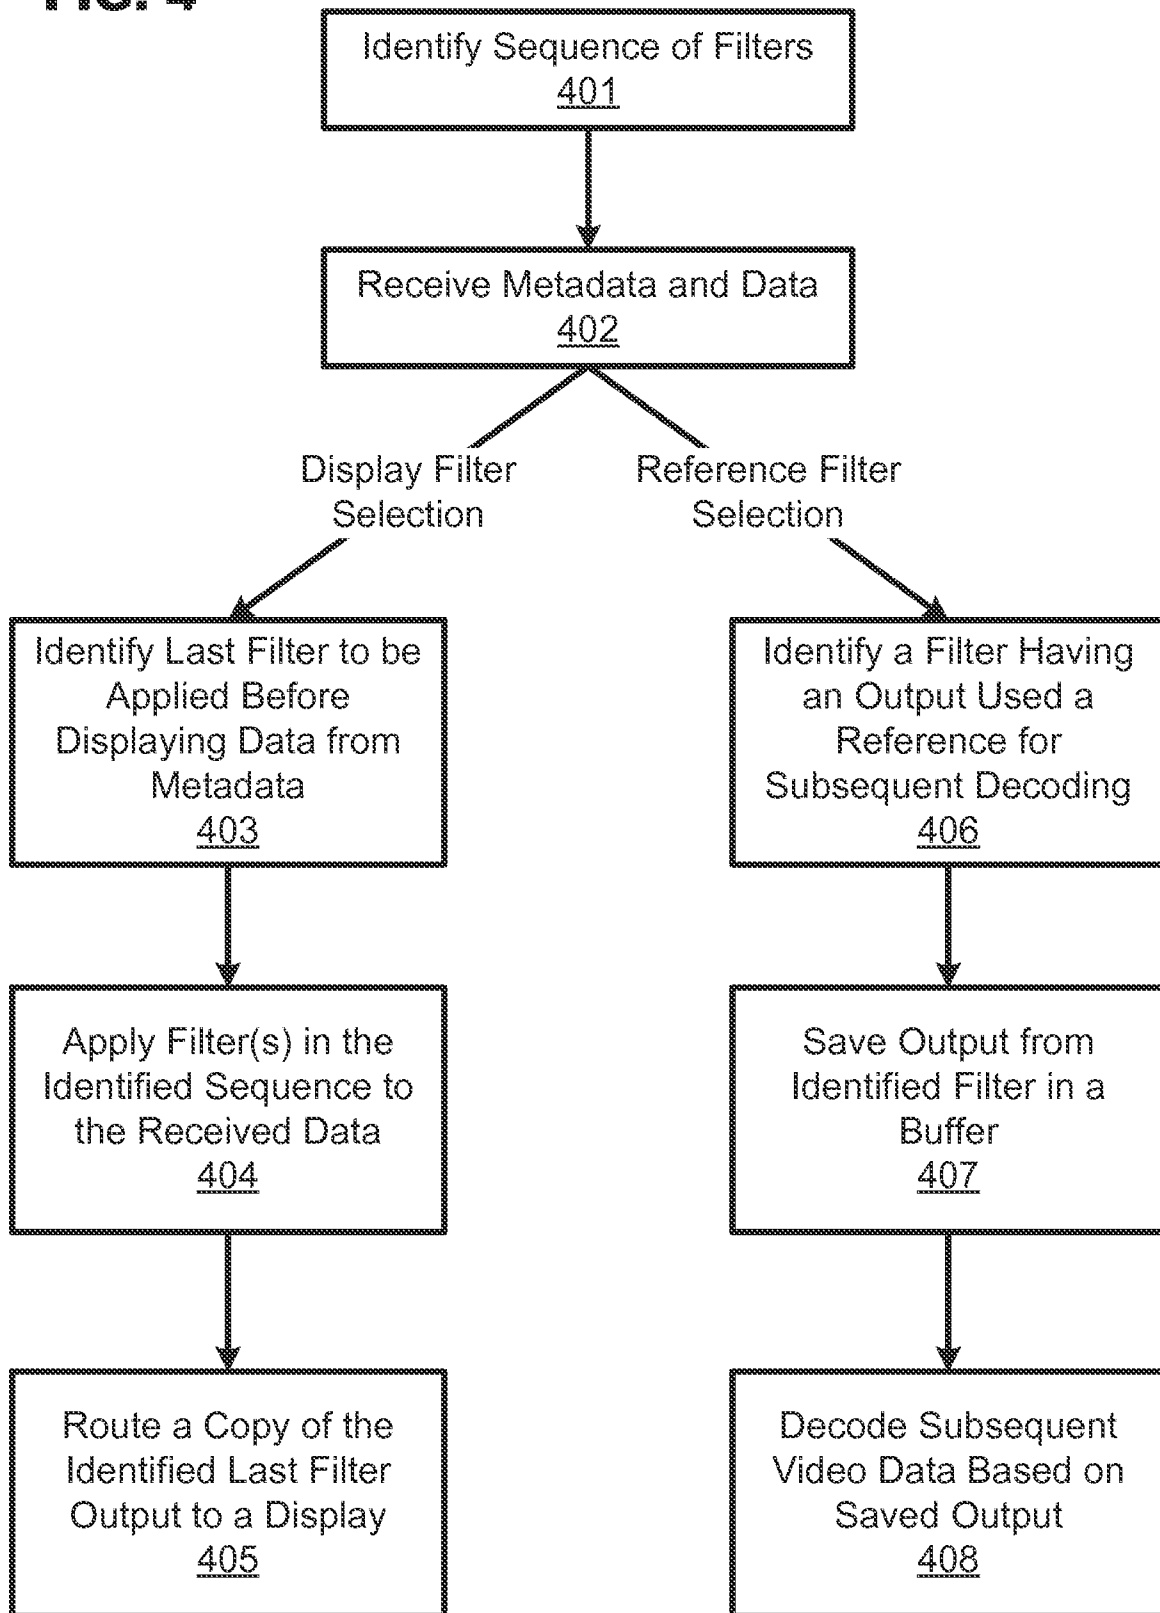 FIG. 4
Identify Sequence of Filters
401
Receive Metadata and Data
402
Display Filter
Selection
Reference Filter
Selection
Identify Last Filter to be
Applied Before
Displaying Data from
Metadata
403
Identify a Filter Having
an Output Used a
Reference for
Subsequent Decoding
406
Apply Filter(s) in the
Identified Sequence to
the Received Data
404
Save Output from
Identified Filter in a
Buffer
407
Route a Copy of the
Identified Last Filter
Output to a Display
405
Decode Subsequent
Video Data Based on
Saved Output
408